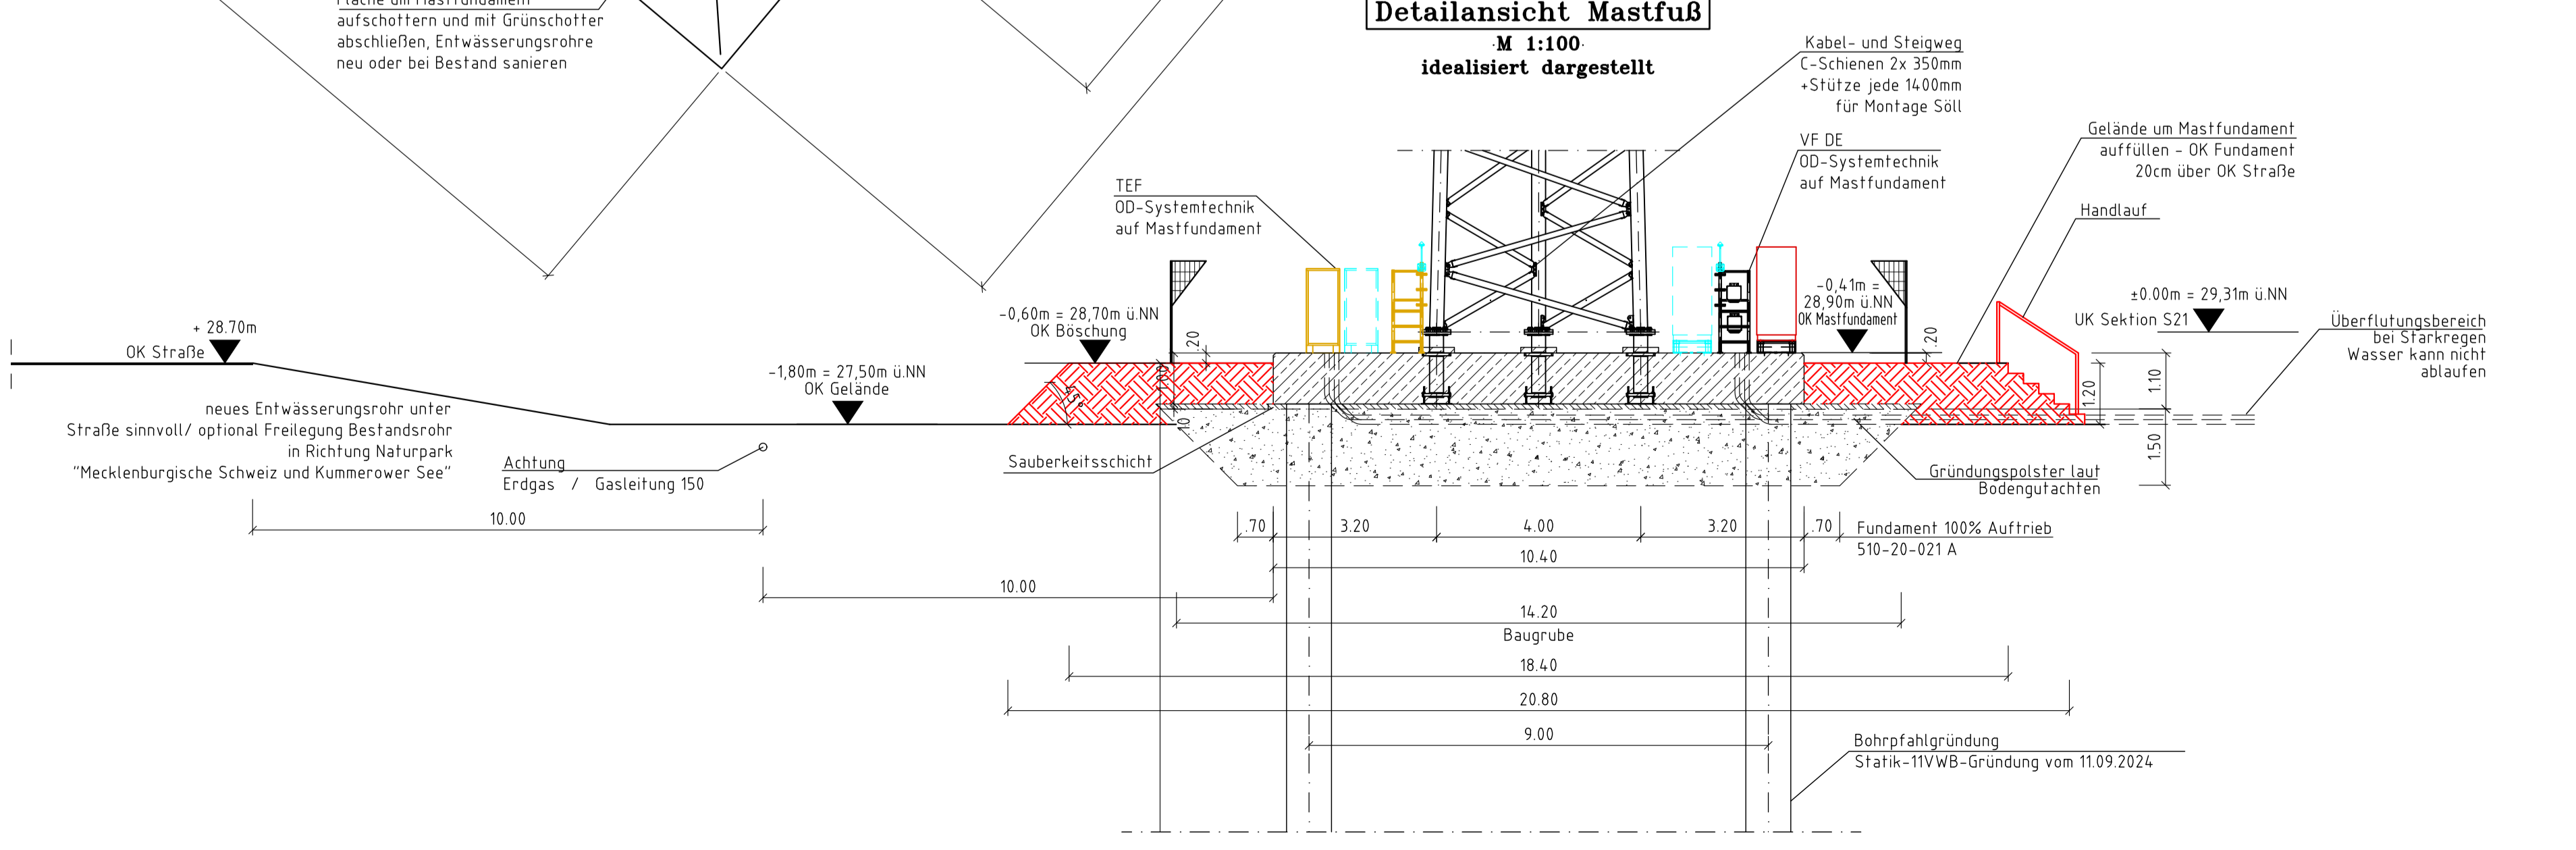 Fläche um Mastfundament
aufschottern und mit Grünschotter
abschließen, Entwässerungsrohre
neu oder bei Bestand sanieren
Detailansicht Mastfuß
M 1:100
idealisiert dargestellt
Kabel- und Steigweg
C-Schienen 2x 350mm
+Stütze jede 1400mm
für Montage Söll
VF DE
OD-Systemtechnik
auf Mastfundament
Gelände um Mastfundament
auffüllen - OK Fundament
20cm über OK Straße
Handlauf
TEF
OD-Systemtechnik
auf Mastfundament
-0,60m = 28,70m ü.NN
OK Böschung
+ 28.70m
OK Straße
-1,80m = 27,50m ü.NN
OK Gelände
-0,41m =
28,90m ü.NN
OK Mastfundament
±0.00m = 29,31m ü.NN
UK Sektion S21
Überflutungsbereich
bei Starkregen
Wasser kann nicht
ablaufen
.20
1.00
45°
.10
.20
1.20
1.10
1.50
neues Entwässerungsrohr unter
Straße sinnvoll/ optional Freilegung Bestandsrohr
in Richtung Naturpark
"Mecklenburgische Schweiz und Kummerower See"
Achtung
Erdgas / Gasleitung 150
Sauberkeitsschicht
Gründungspolster laut
Bodengutachten
10.00
.70
3.20
4.00
3.20
.70
Fundament 100% Auftrieb
510-20-021 A
10.40
10.00
14.20
Baugrube
18.40
20.80
9.00
Bohrpfahlgründung
Statik-11VWB-Gründung vom 11.09.2024